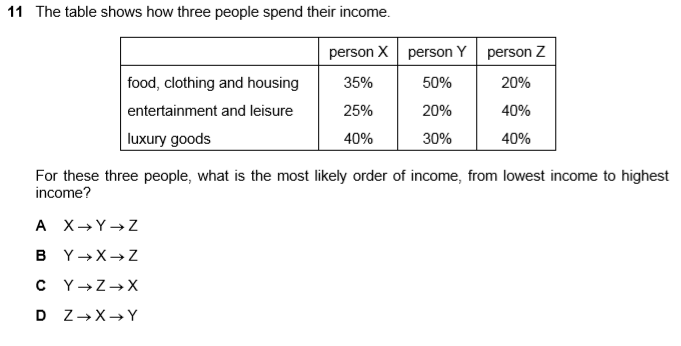 11 The table shows how three people spend their income.
person X person Y person Z
food, clothing and housing 35% 50% 20%
entertainment and leisure 25% 20% 40%
luxury goods 40% 30% 40%
For these three people, what is the most likely order of income, from lowest income to highest
income?
A X→Y→Z
B Y→X→Z
C Y→Z→X
D Z→X→Y